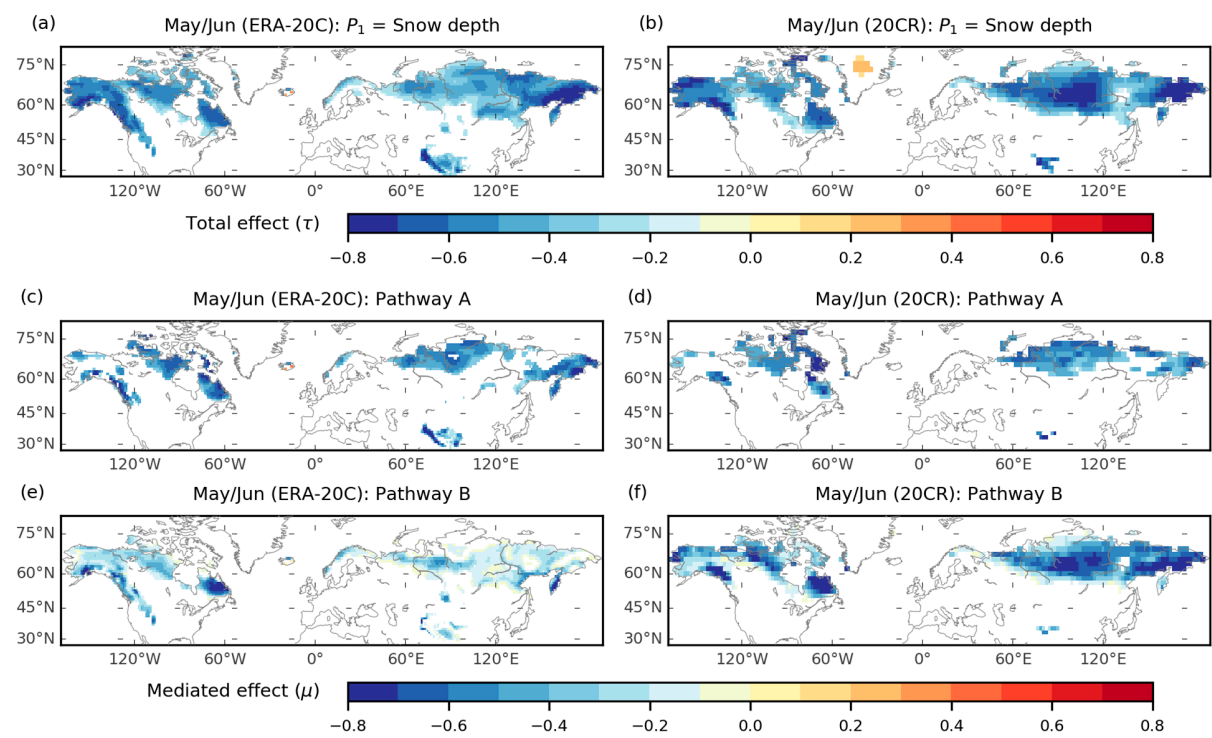 (a) May/Jun (ERA-20C): P₁ = Snow depth
(b) May/Jun (20CR): P₁ = Snow depth
75°N
60°N
45°N
30°N
120°W 60°W 0° 60°E 120°E
120°W 60°W 0° 60°E 120°E
75°N
60°N
45°N
30°N
Total effect (τ)
−0.8 −0.6 −0.4 −0.2 0.0 0.2 0.4 0.6 0.8
(c) May/Jun (ERA-20C): Pathway A
(d) May/Jun (20CR): Pathway A
75°N
60°N
45°N
30°N
120°W 60°W 0° 60°E 120°E
75°N
60°N
45°N
30°N
120°W 60°W 0° 60°E 120°E
(e) May/Jun (ERA-20C): Pathway B
(f) May/Jun (20CR): Pathway B
75°N
60°N
45°N
30°N
120°W 60°W 0° 60°E 120°E
75°N
60°N
45°N
30°N
120°W 60°W 0° 60°E 120°E
Mediated effect (μ)
−0.8 −0.6 −0.4 −0.2 0.0 0.2 0.4 0.6 0.8